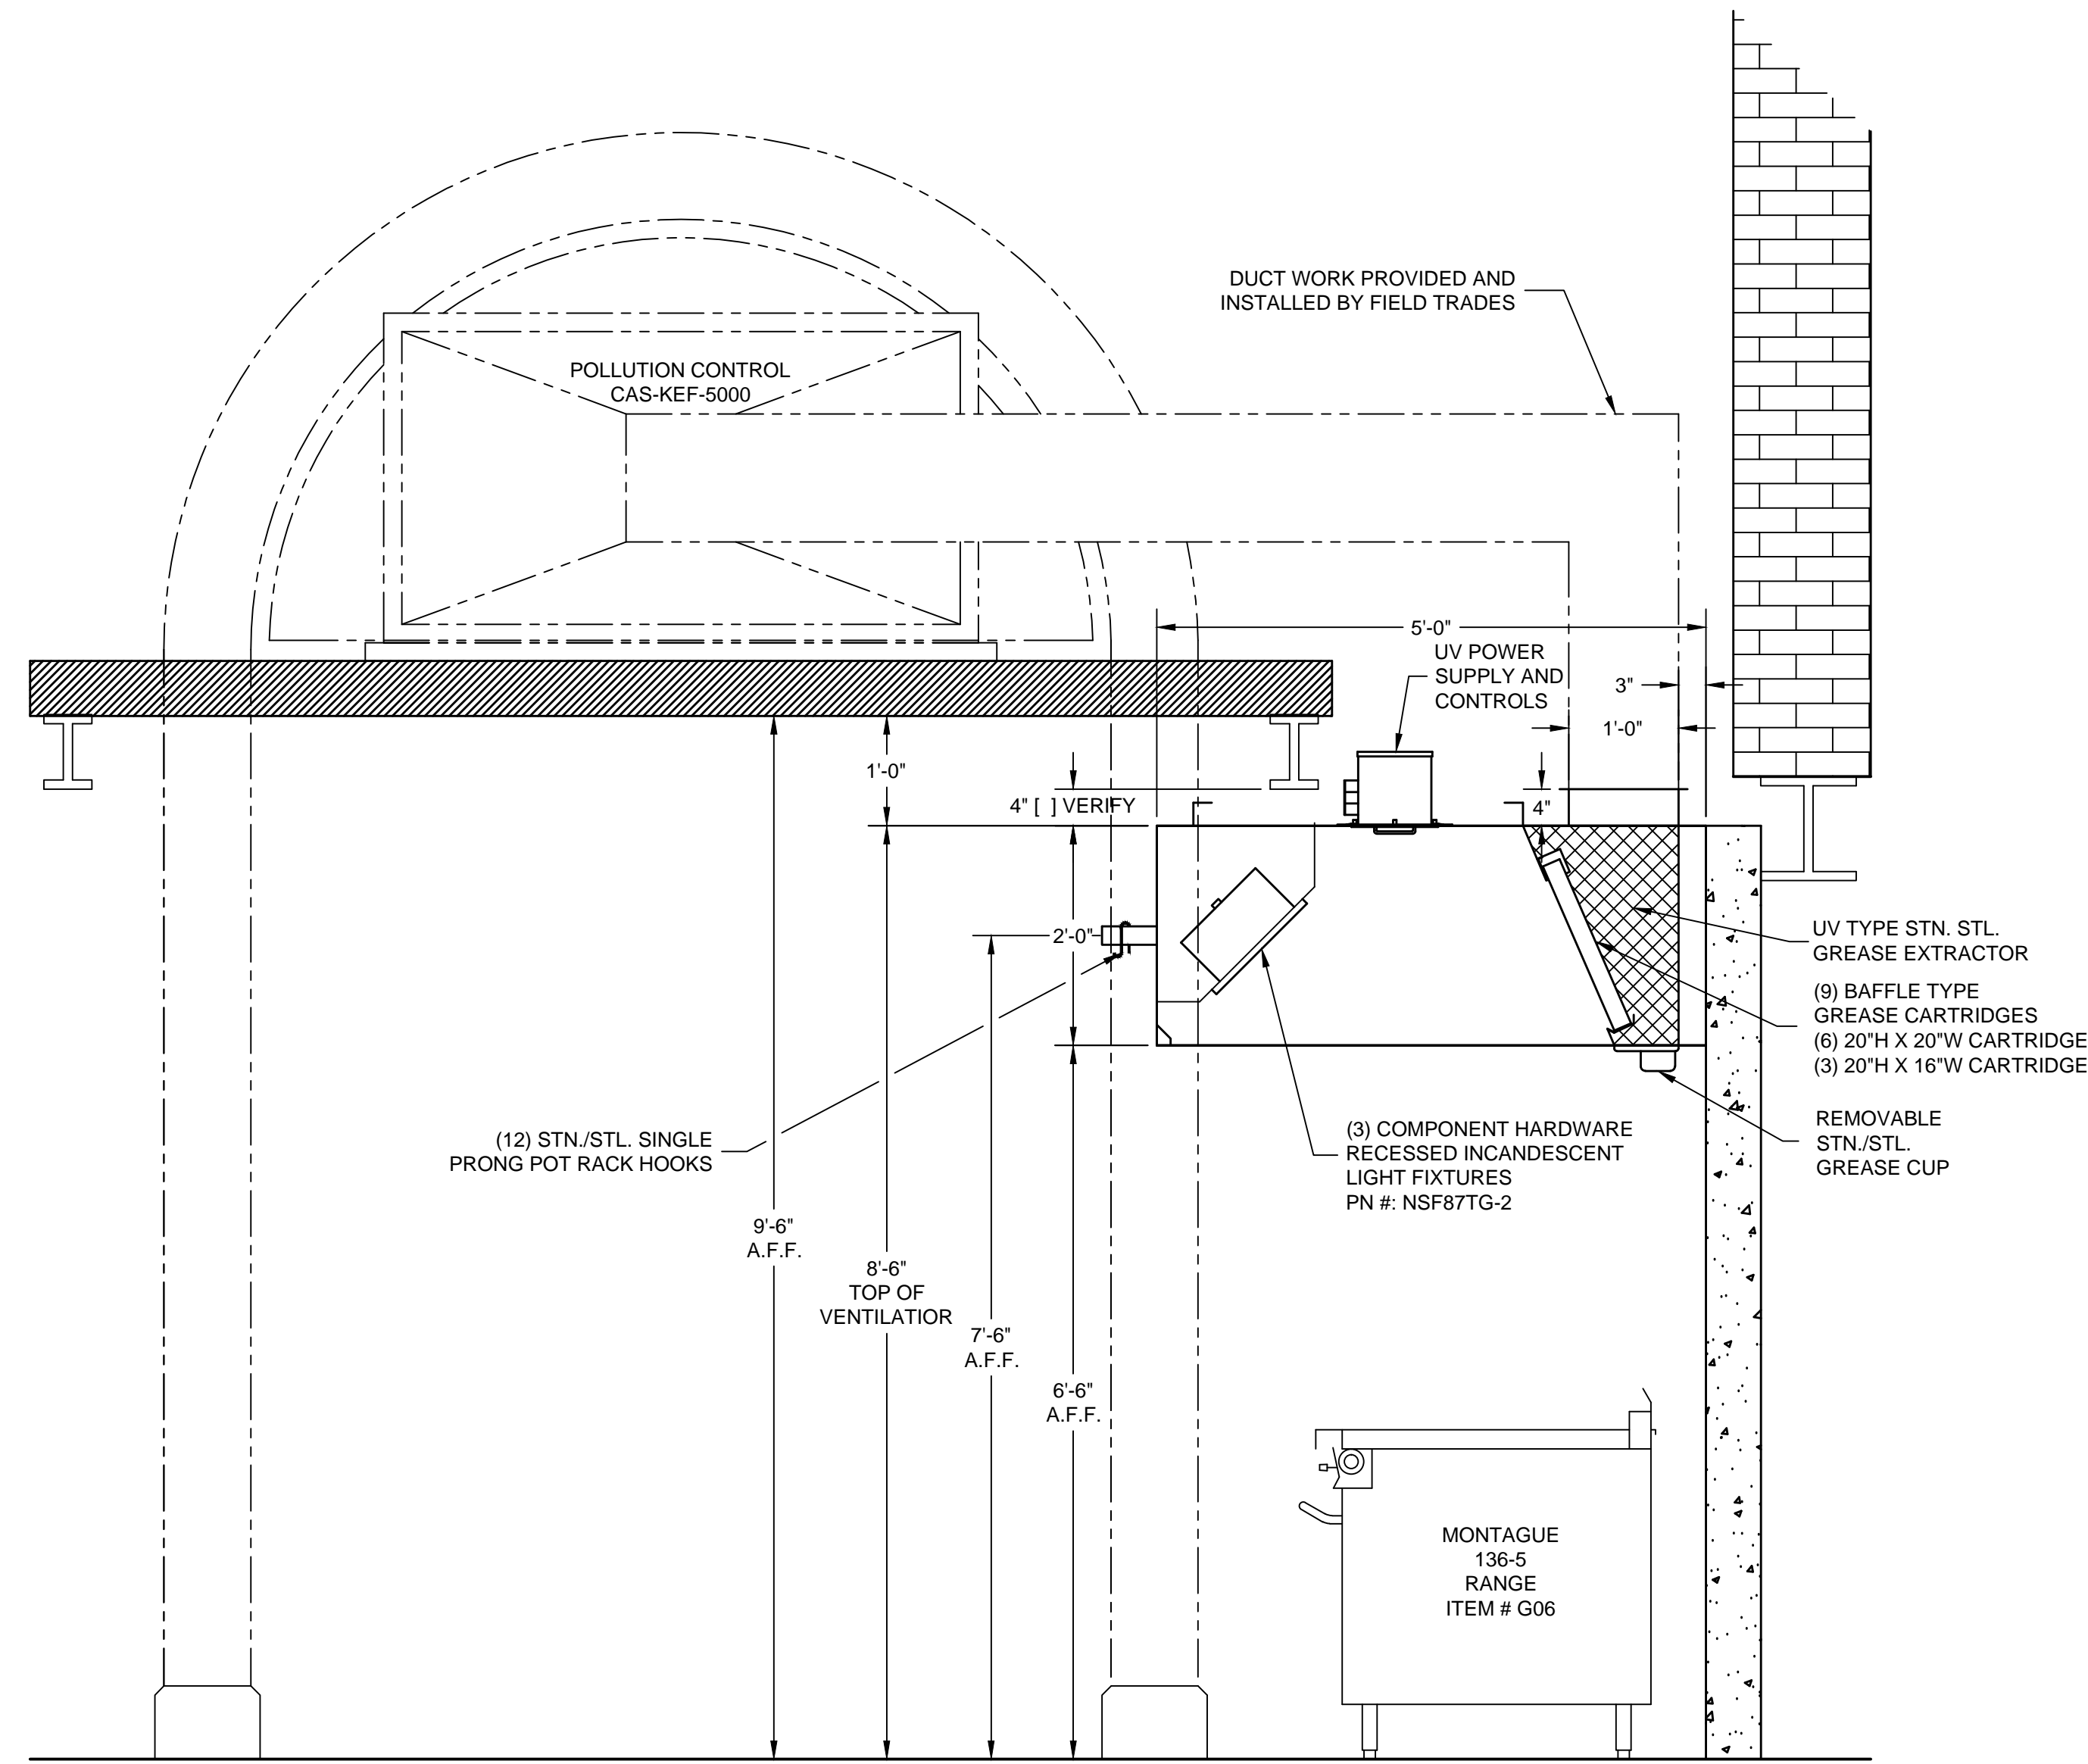 DUCT WORK PROVIDED AND
INSTALLED BY FIELD TRADES
POLLUTION CONTROL
CAS-KEF-5000
5'-0"
UV POWER
SUPPLY AND
CONTROLS
3"
1'-0"
1'-0"
4" [ ] VERIFY
4"
2'-0"
UV TYPE STN. STL.
GREASE EXTRACTOR
(9) BAFFLE TYPE
GREASE CARTRIDGES
(6) 20"H X 20"W CARTRIDGE
(3) 20"H X 16"W CARTRIDGE
REMOVABLE
STN./STL.
GREASE CUP
(12) STN./STL. SINGLE
PRONG POT RACK HOOKS
(3) COMPONENT HARDWARE
RECESSED INCANDESCENT
LIGHT FIXTURES
PN #: NSF87TG-2
9'-6"
A.F.F.
8'-6"
TOP OF
VENTILATIOR
7'-6"
A.F.F.
6'-6"
A.F.F.
MONTAGUE
136-5
RANGE
ITEM # G06